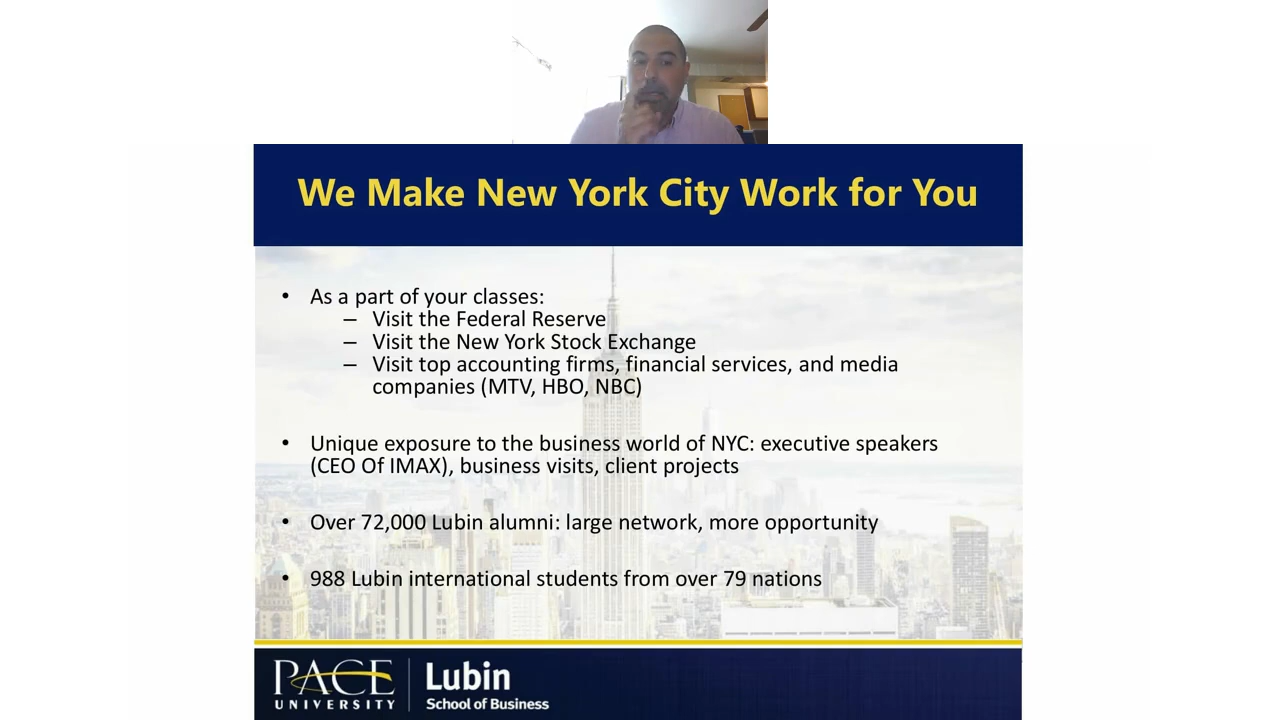 We Make New York City Work for You
• As a part of your classes:
– Visit the Federal Reserve
– Visit the New York Stock Exchange
– Visit top accounting firms, financial services, and media
companies (MTV, HBO, NBC)
• Unique exposure to the business world of NYC: executive speakers
(CEO Of IMAX), business visits, client projects
• Over 72,000 Lubin alumni: large network, more opportunity
• 988 Lubin international students from over 79 nations
PACE
UNIVERSITY
Lubin
School of Business